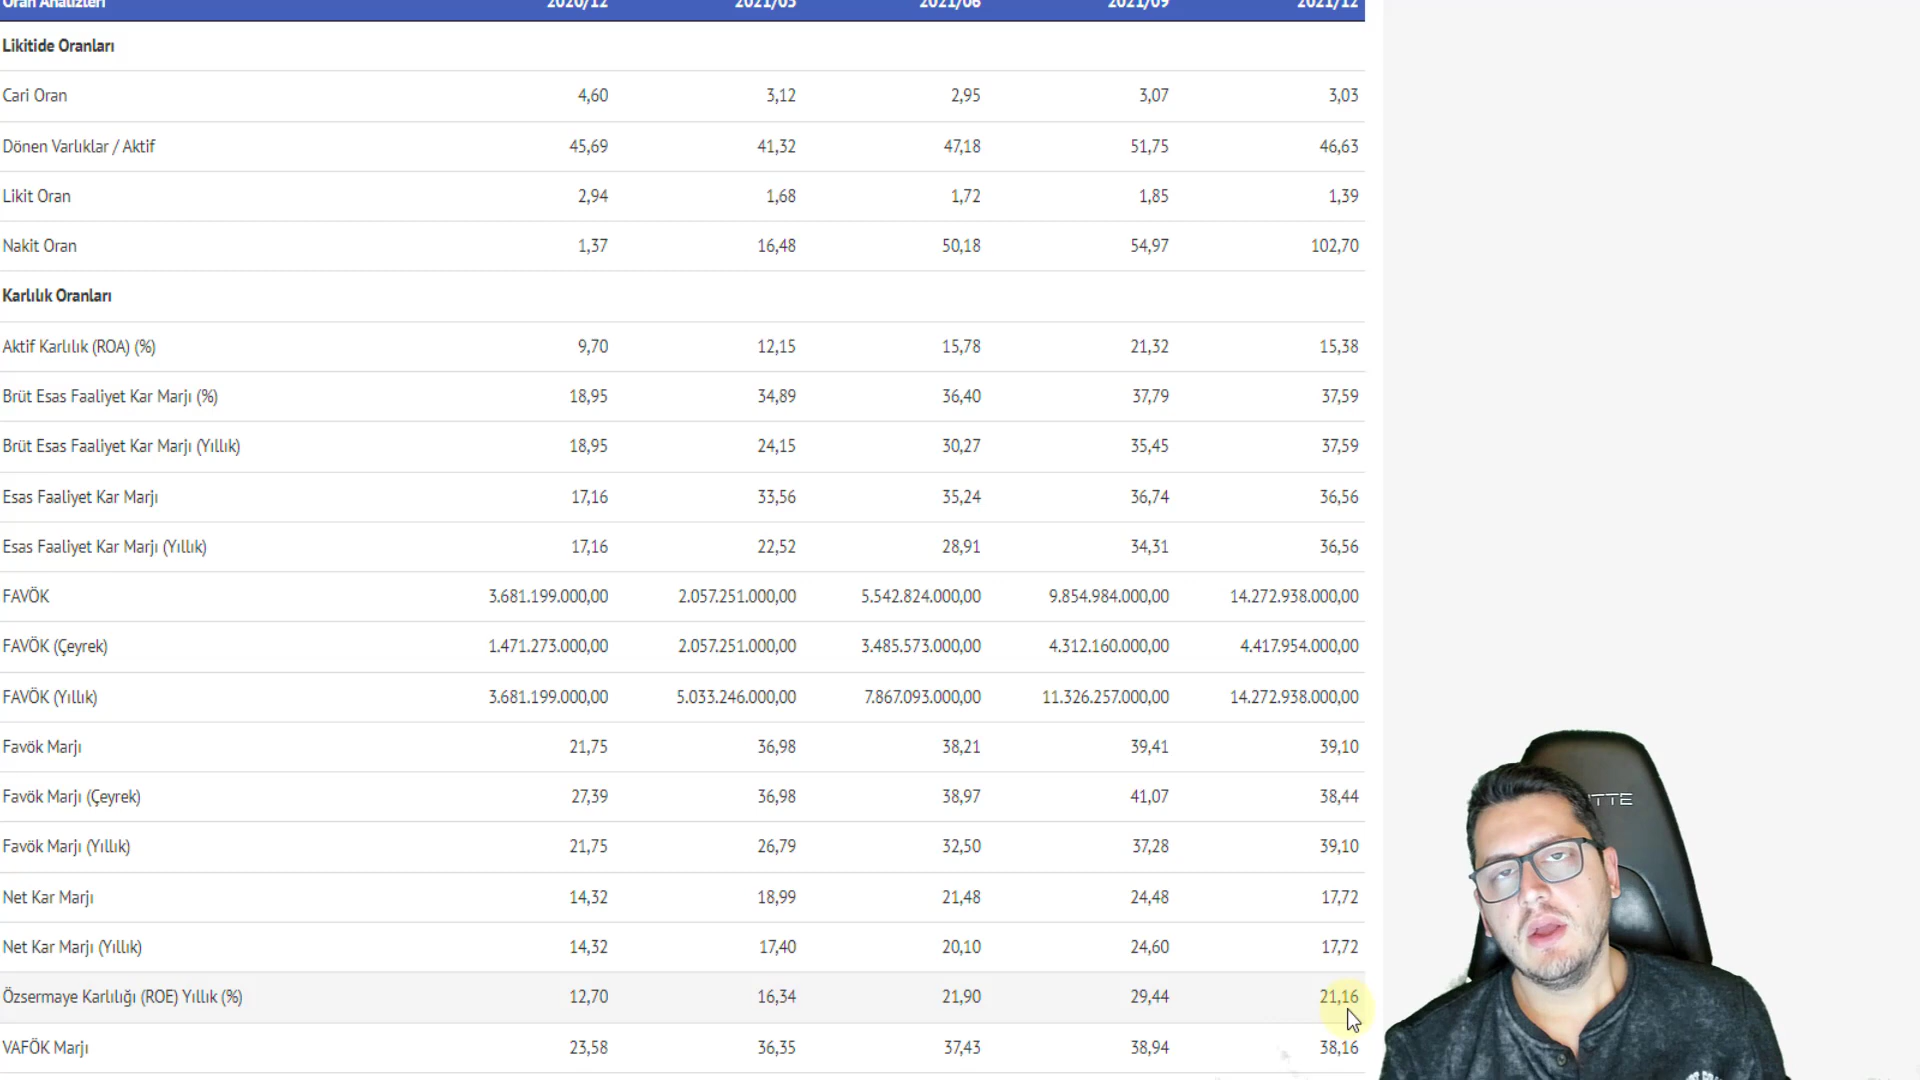 Oran Analizleri 2020/12 2021/03 2021/06 2021/09 2021/12
Likitide Oranları
Cari Oran 4,60 3,12 2,95 3,07 3,03
Dönen Varlıklar / Aktif 45,69 41,32 47,18 51,75 46,63
Likit Oran 2,94 1,68 1,72 1,85 1,39
Nakit Oran 1,37 16,48 50,18 54,97 102,70
Karlılık Oranları
Aktif Karlılık (ROA) (%) 9,70 12,15 15,78 21,32 15,38
Brüt Esas Faaliyet Kar Marjı (%) 18,95 34,89 36,40 37,79 37,59
Brüt Esas Faaliyet Kar Marjı (Yıllık) 18,95 24,15 30,27 35,45 37,59
Esas Faaliyet Kar Marjı 17,16 33,56 35,24 36,74 36,56
Esas Faaliyet Kar Marjı (Yıllık) 17,16 22,52 28,91 34,31 36,56
FAVÖK 3.681.199.000,00 2.057.251.000,00 5.542.824.000,00 9.854.984.000,00 14.272.938.000,00
FAVÖK (Çeyrek) 1.471.273.000,00 2.057.251.000,00 3.485.573.000,00 4.312.160.000,00 4.417.954.000,00
FAVÖK (Yıllık) 3.681.199.000,00 5.033.246.000,00 7.867.093.000,00 11.326.257.000,00 14.272.938.000,00
Favök Marjı 21,75 36,98 38,21 39,41 39,10
Favök Marjı (Çeyrek) 27,39 36,98 38,97 41,07 38,44
Favök Marjı (Yıllık) 21,75 26,79 32,50 37,28 39,10
Net Kar Marjı 14,32 18,99 21,48 24,48 17,72
Net Kar Marjı (Yıllık) 14,32 17,40 20,10 24,60 17,72
Özsermaye Karlılığı (ROE) Yıllık (%) 12,70 16,34 21,90 29,44 21,16
VAFÖK Marjı 23,58 36,35 37,43 38,94 38,16